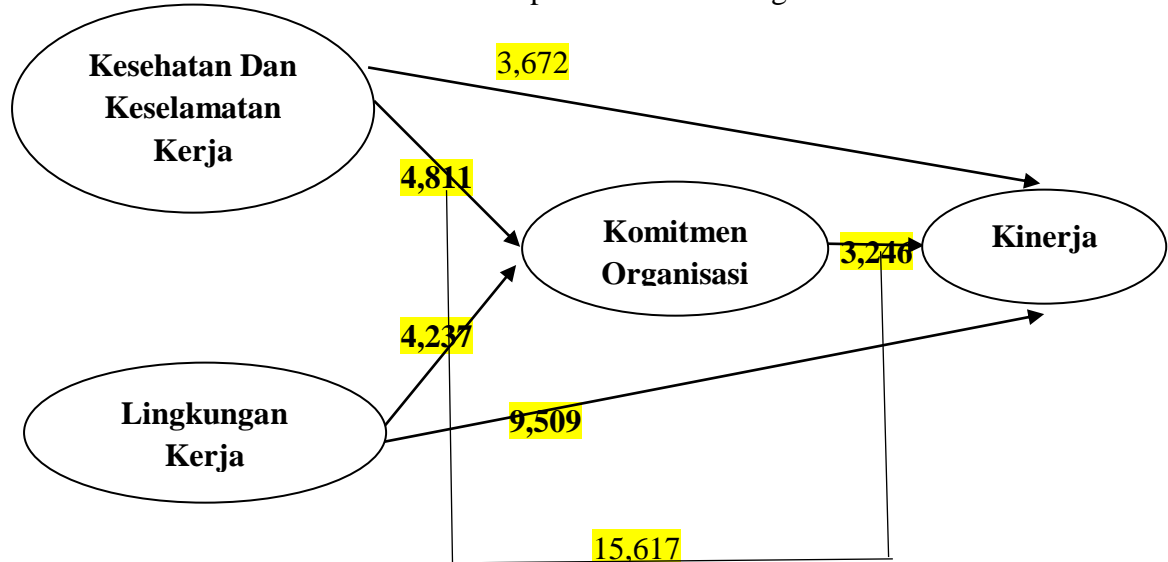 Kesehatan Dan
Keselamatan
Kerja
3,672
4,811
Komitmen
Organisasi
3,246
Kinerja
4,237
Lingkungan
Kerja
9,509
15,617